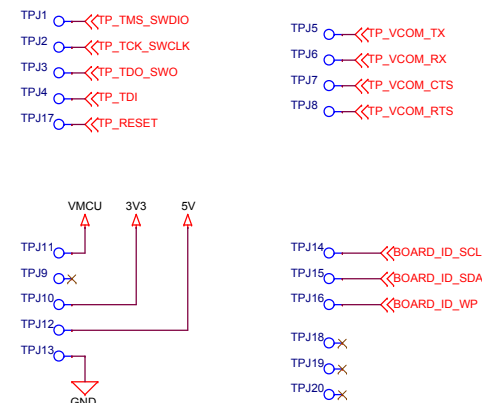 TPJ1 TP_TMS_SWDIO
TPJ2 TP_TCK_SWCLK
TPJ3 TP_TDO_SWO
TPJ4 TP_TDI
TPJ17 TP_RESET
TPJ5 TP_VCOM_TX
TPJ6 TP_VCOM_RX
TPJ7 TP_VCOM_CTS
TPJ8 TP_VCOM_RTS
VMCU 3V3 5V
TPJ11
TPJ9
TPJ10
TPJ12
TPJ13
GND
TPJ14 BOARD_ID_SCL
TPJ15 BOARD_ID_SDA
TPJ16 BOARD_ID_WP
TPJ18
TPJ19
TPJ20